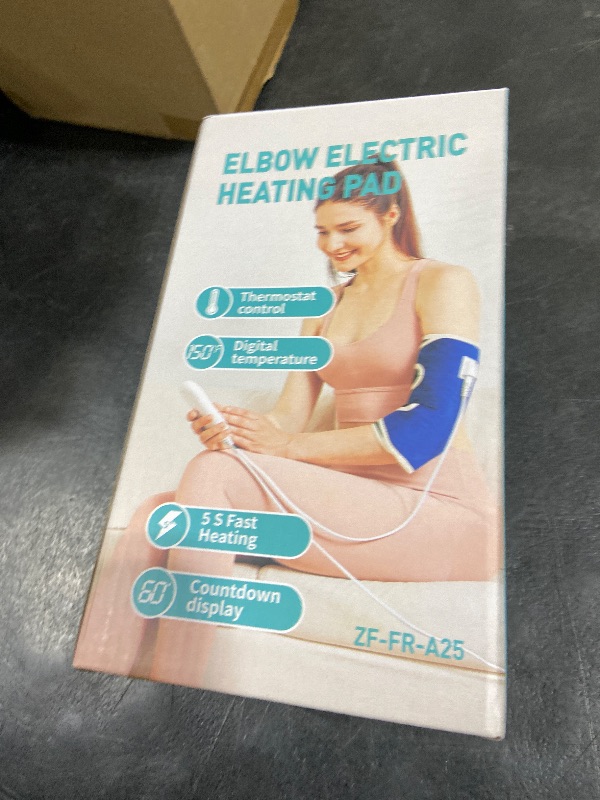 ELBOW ELECTRIC
HEATING PAD
Thermostat
control
150°F
Digital
temperature
5 S Fast
Heating
60'
Countdown
display
ZF-FR-A25